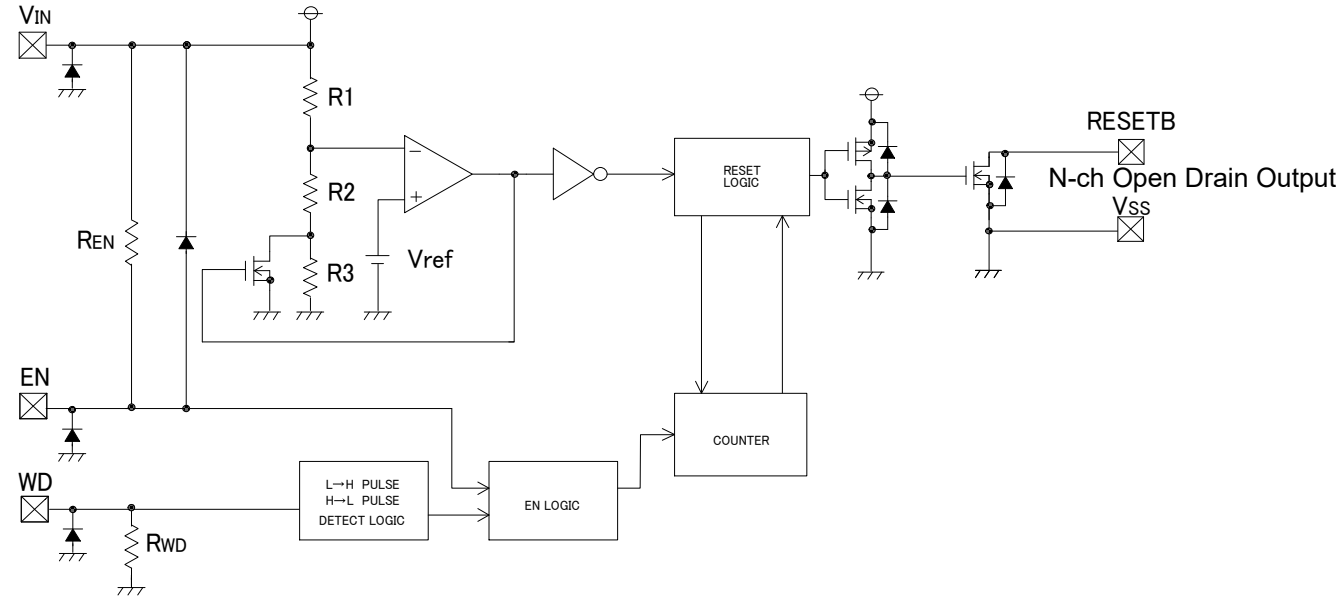 VIN
R1
RESETB
RESET
LOGIC
R2
N-ch Open Drain Output
VSS
REN
R3
Vref
EN
COUNTER
WD
L→H PULSE
H→L PULSE
DETECT LOGIC
EN LOGIC
RWD